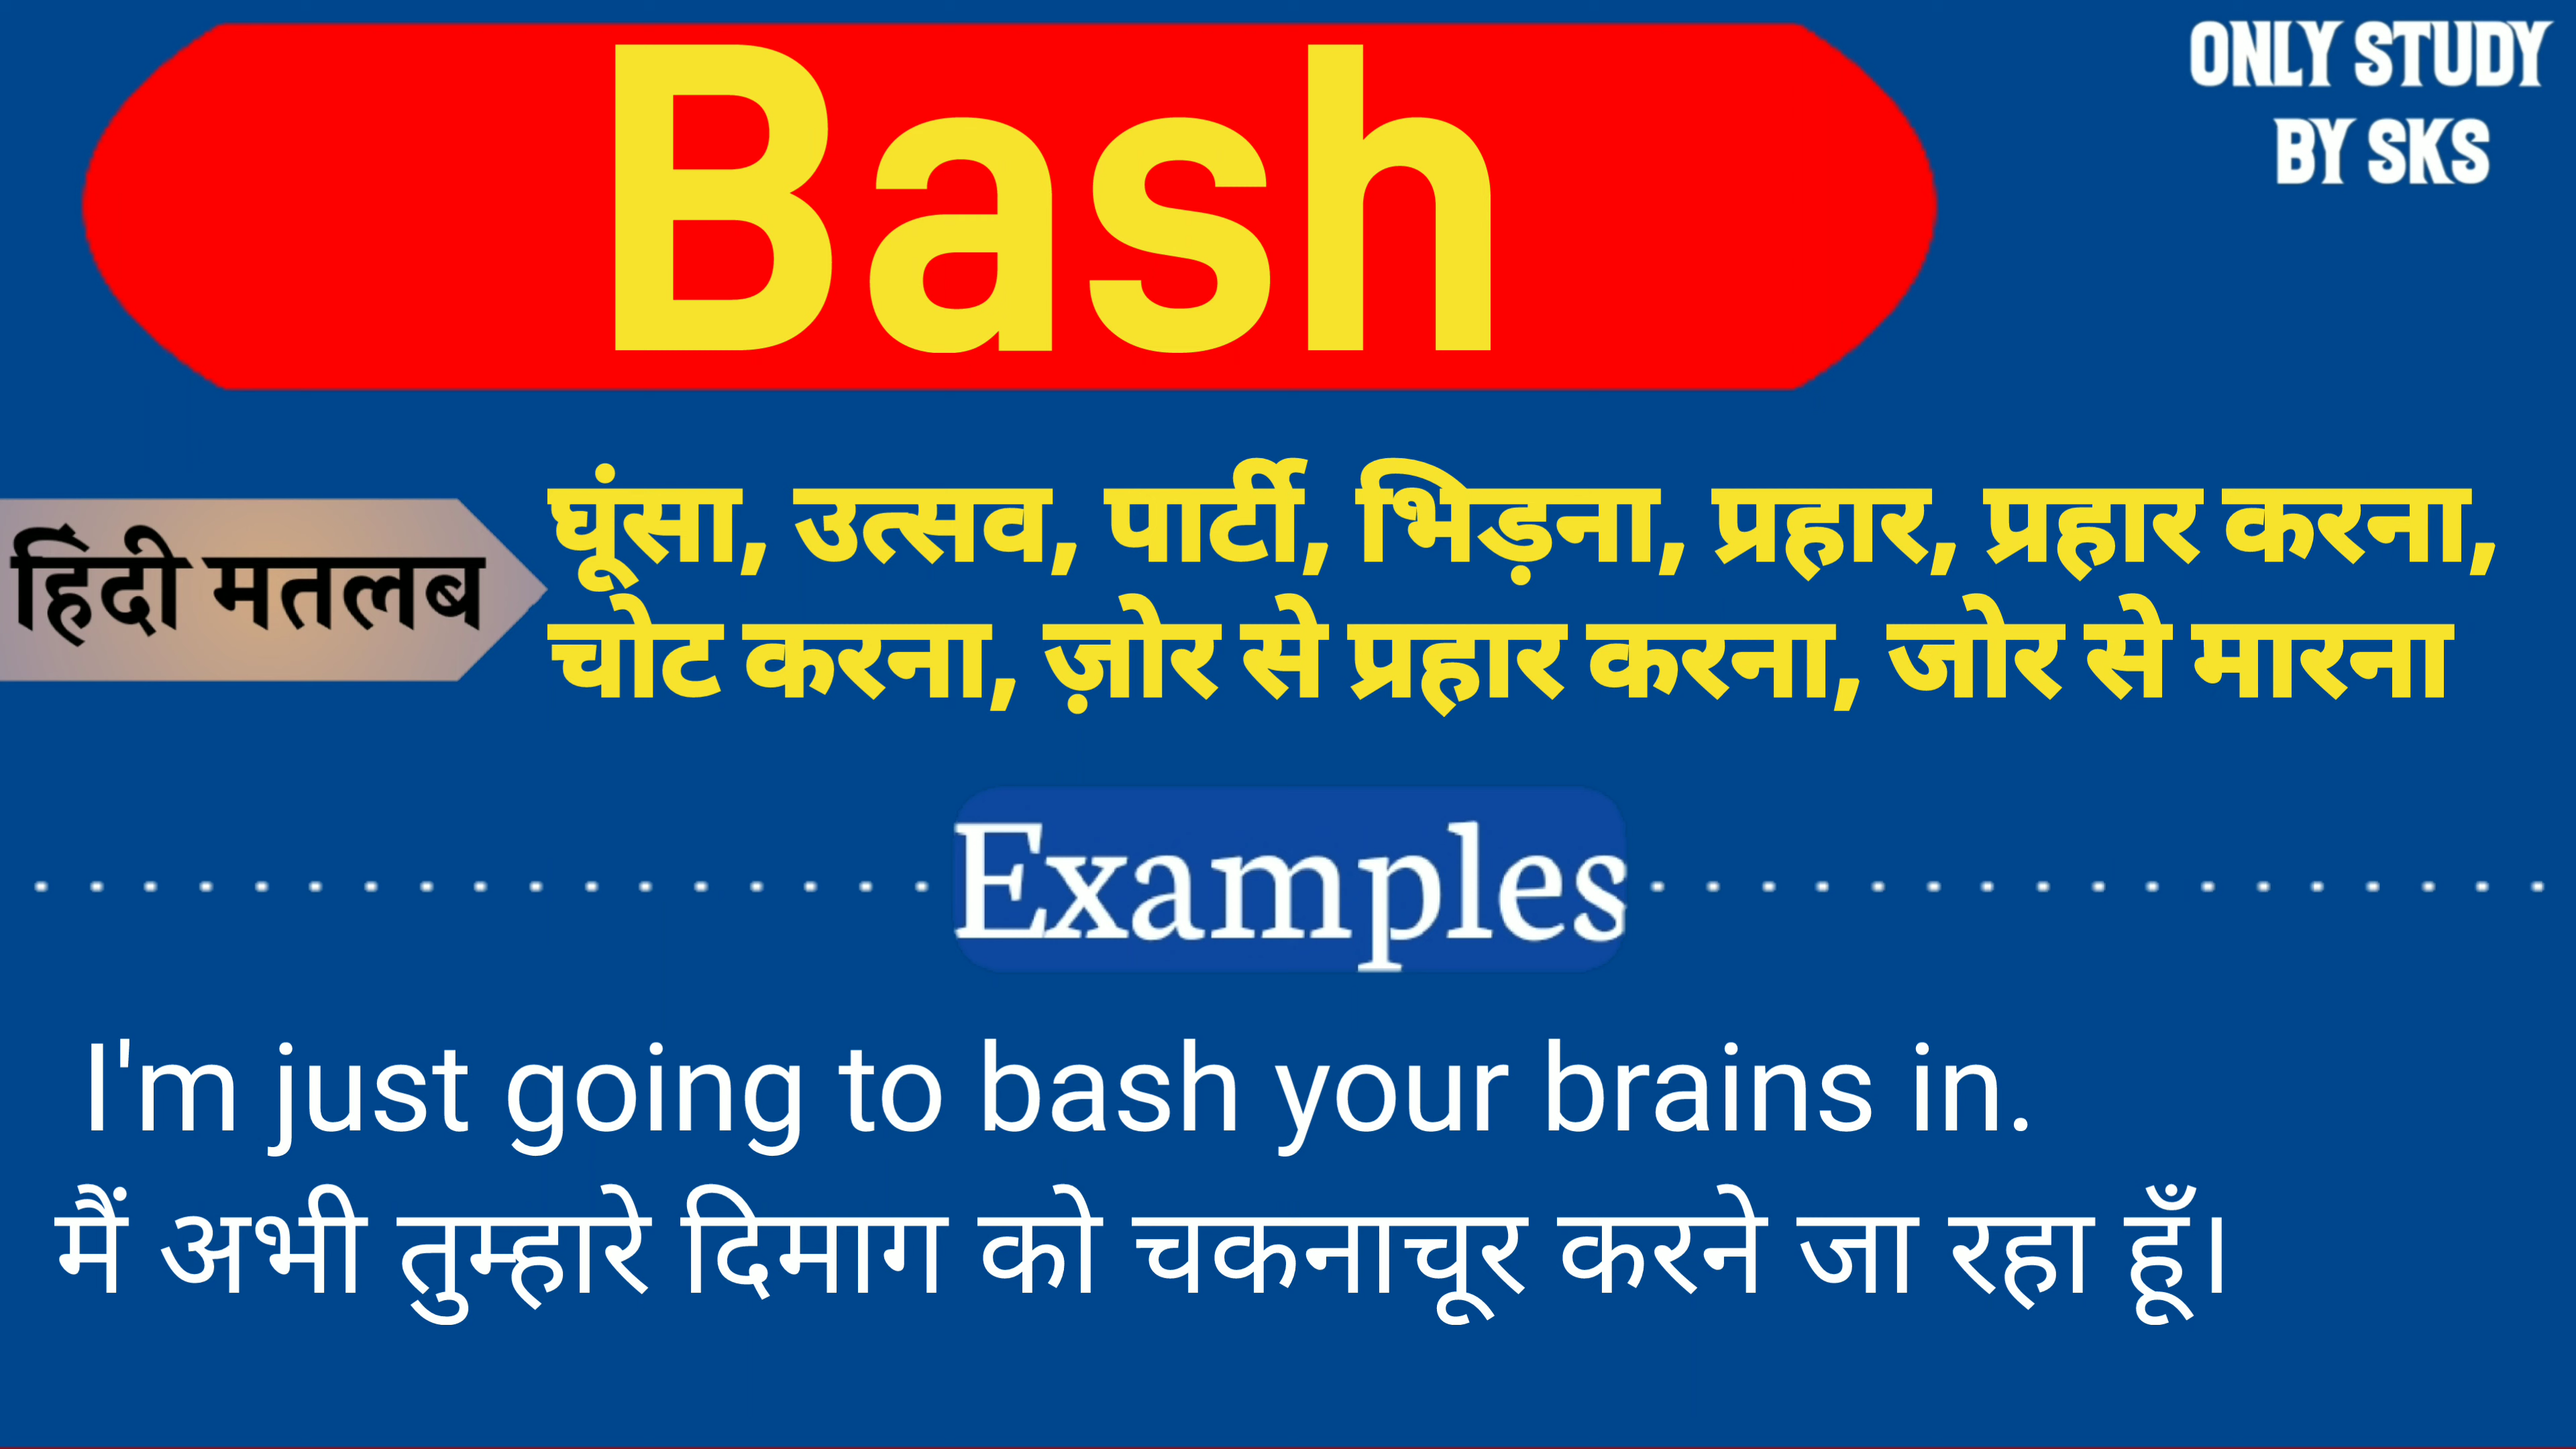 Bash
ONLY STUDY
BY SKS
हिंदी मतलब
घूंसा, उत्सव, पार्टी, भिड़ना, प्रहार, प्रहार करना,
चोट करना, ज़ोर से प्रहार करना, जोर से मारना
Examples
I'm just going to bash your brains in.
मैं अभी तुम्हारे दिमाग को चकनाचूर करने जा रहा हूँ।